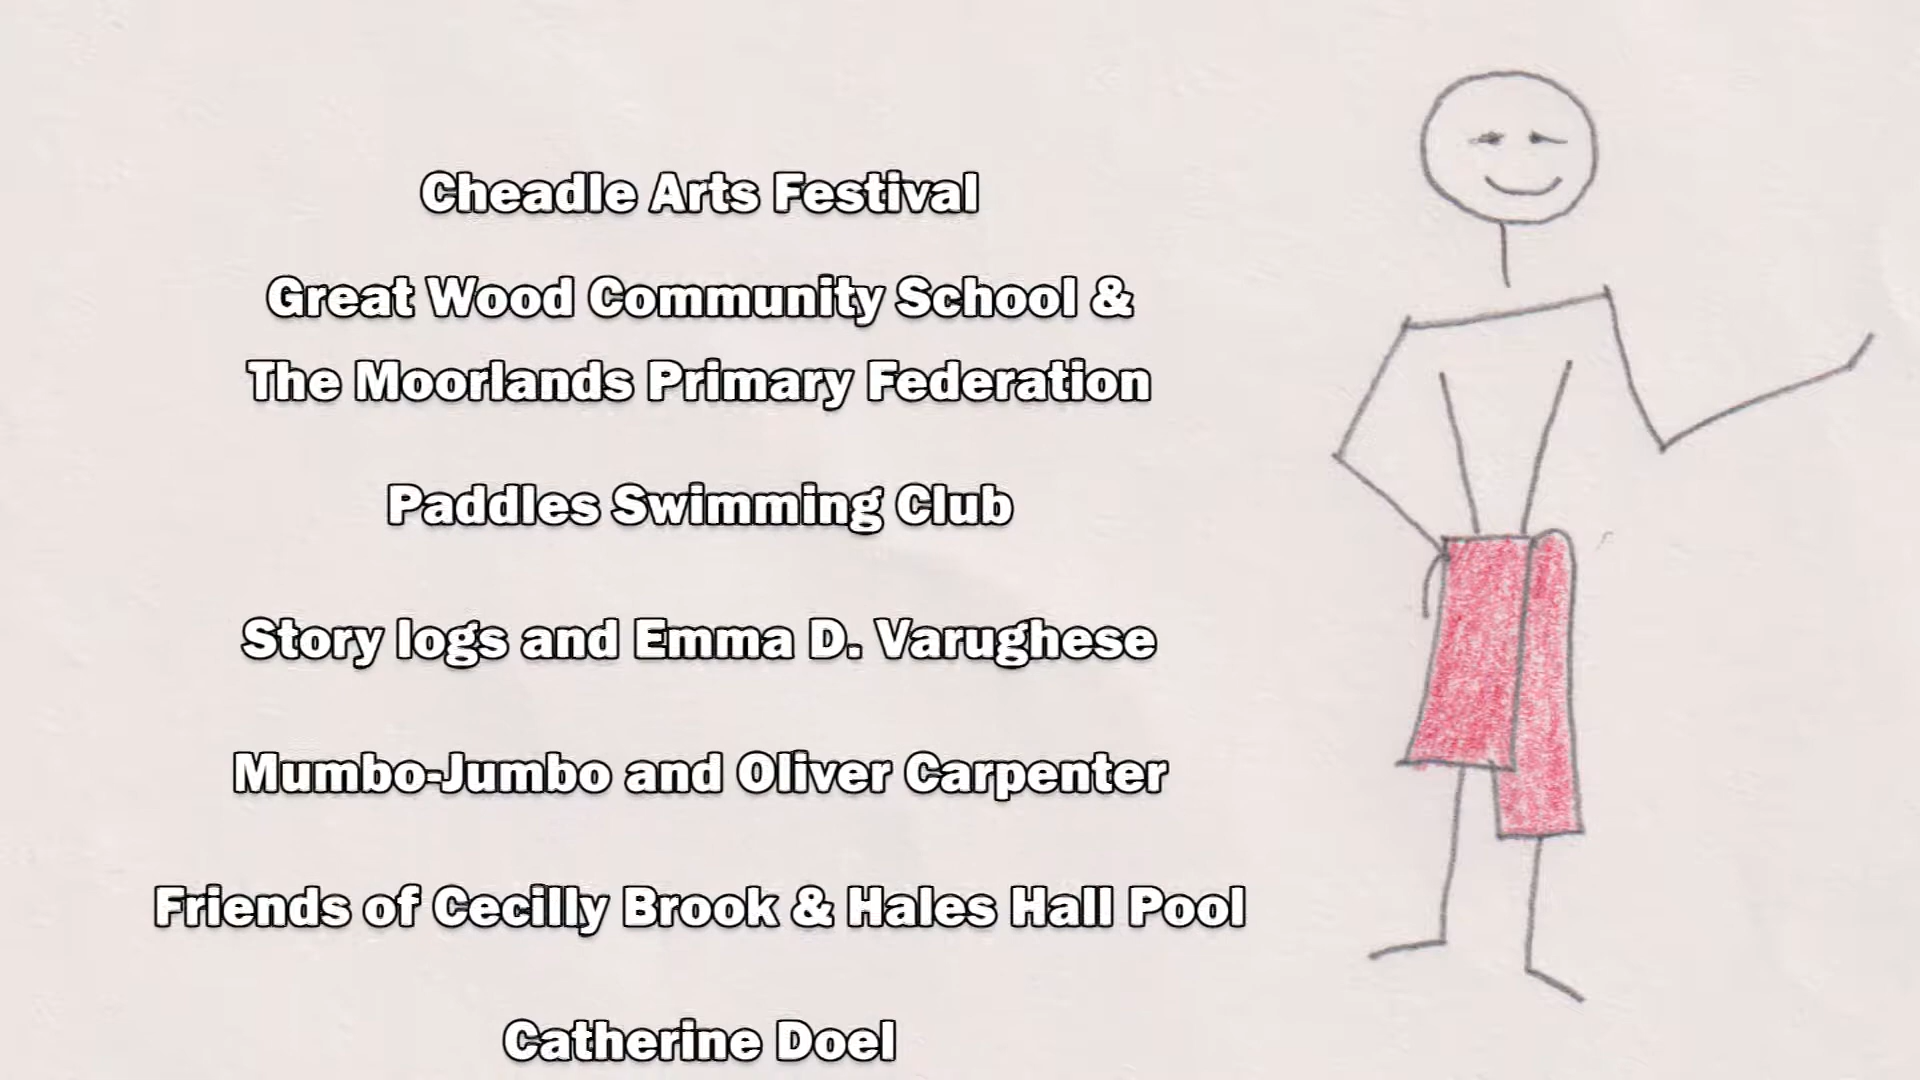 Cheadle Arts Festival
Great Wood Community School &
The Moorlands Primary Federation
Paddles Swimming Club
Story logs and Emma D. Varughese
Mumbo-Jumbo and Oliver Carpenter
Friends of Cecilly Brook & Hales Hall Pool
Catherine Doel